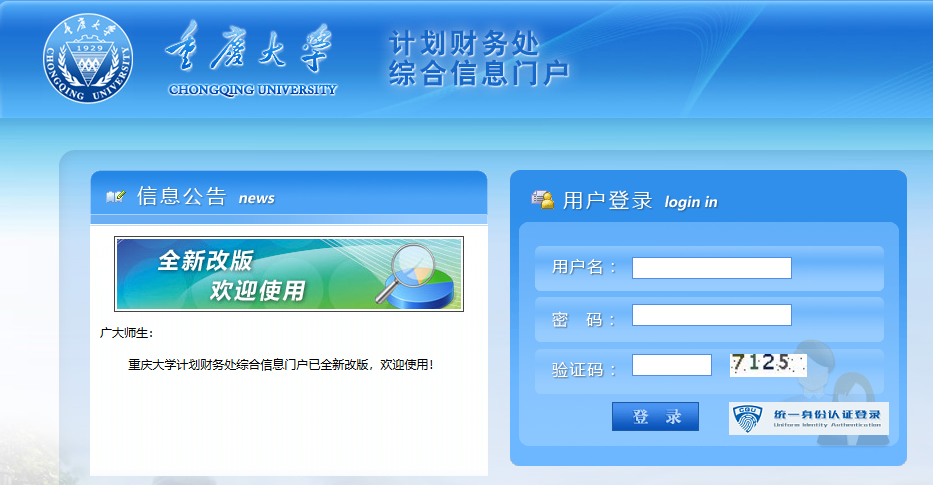 重慶大學
1929
CHONGQING UNIVERSITY
重慶大學
CHONGQING UNIVERSITY
计划财务处
综合信息门户
信息公告 news
全新改版
欢迎使用
广大师生：
重庆大学计划财务处综合信息门户已全新改版，欢迎使用！
用户登录 login in
用户名：
密 码：
验证码：
7125
登 录
CQU
统一身份认证登录
Uniform Identity Authentication